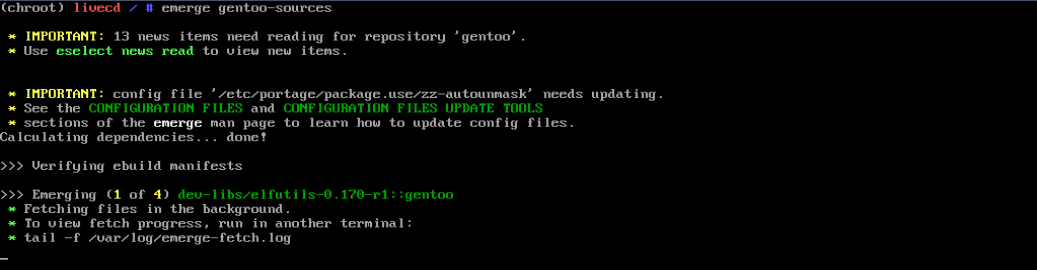 (chroot) livecd / # emerge gentoo-sources
* IMPORTANT: 13 news items need reading for repository 'gentoo'.
* Use eselect news read to view new items.
* IMPORTANT: config file '/etc/portage/package.use/zz-autounmask' needs updating.
* See the CONFIGURATION FILES and CONFIGURATION FILES UPDATE TOOLS
* sections of the emerge man page to learn how to update config files.
Calculating dependencies... done!
>>> Verifying ebuild manifests
>>> Emerging (1 of 4) dev-libs/elfutils-0.170-r1::gentoo
* Fetching files in the background.
* To view fetch progress, run in another terminal:
* tail -f /var/log/emerge-fetch.log